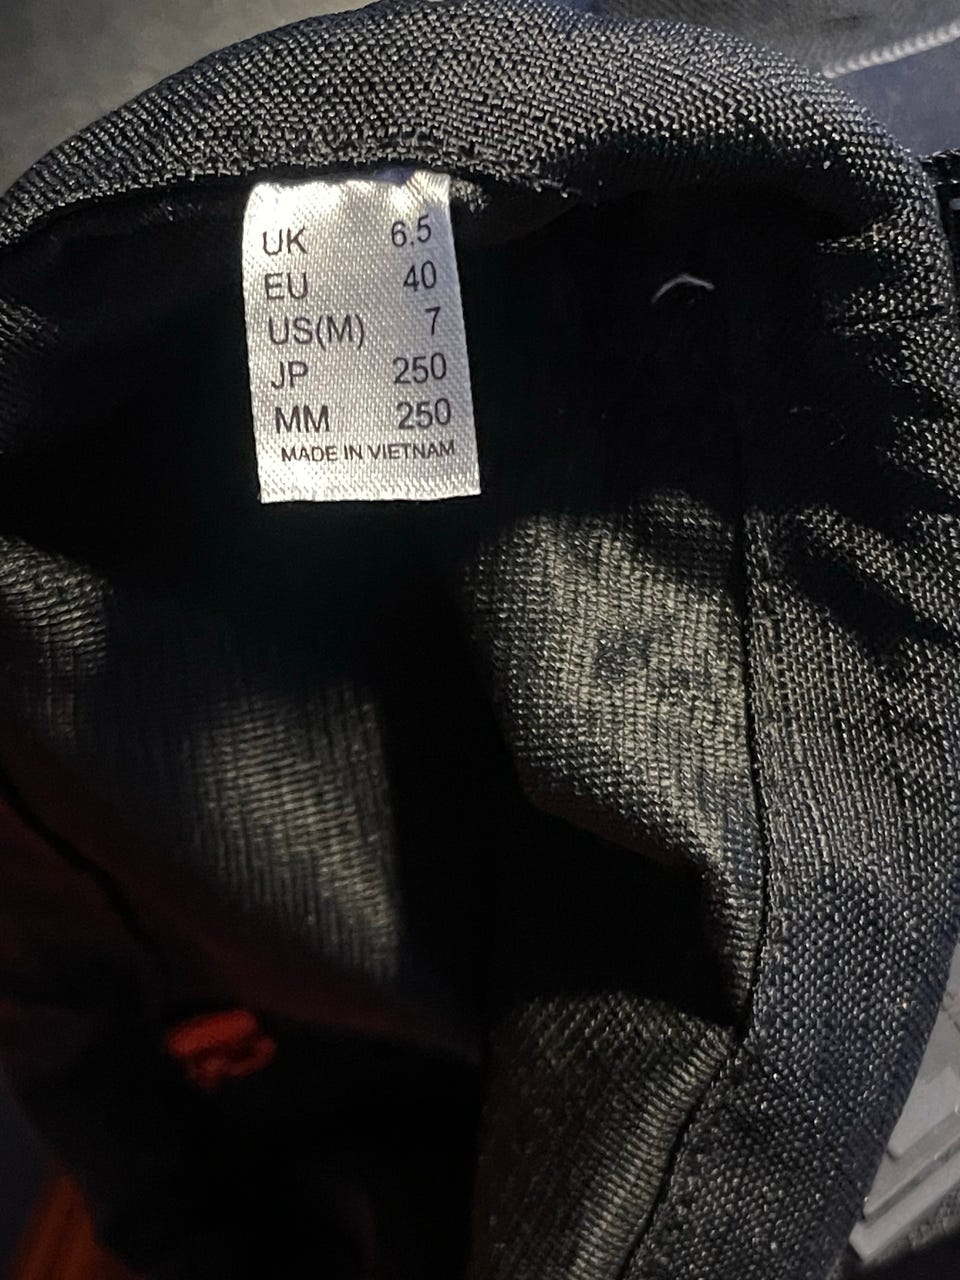 UK 6.5
EU 40
US(M) 7
JP 250
MM 250
MADE IN VIETNAM